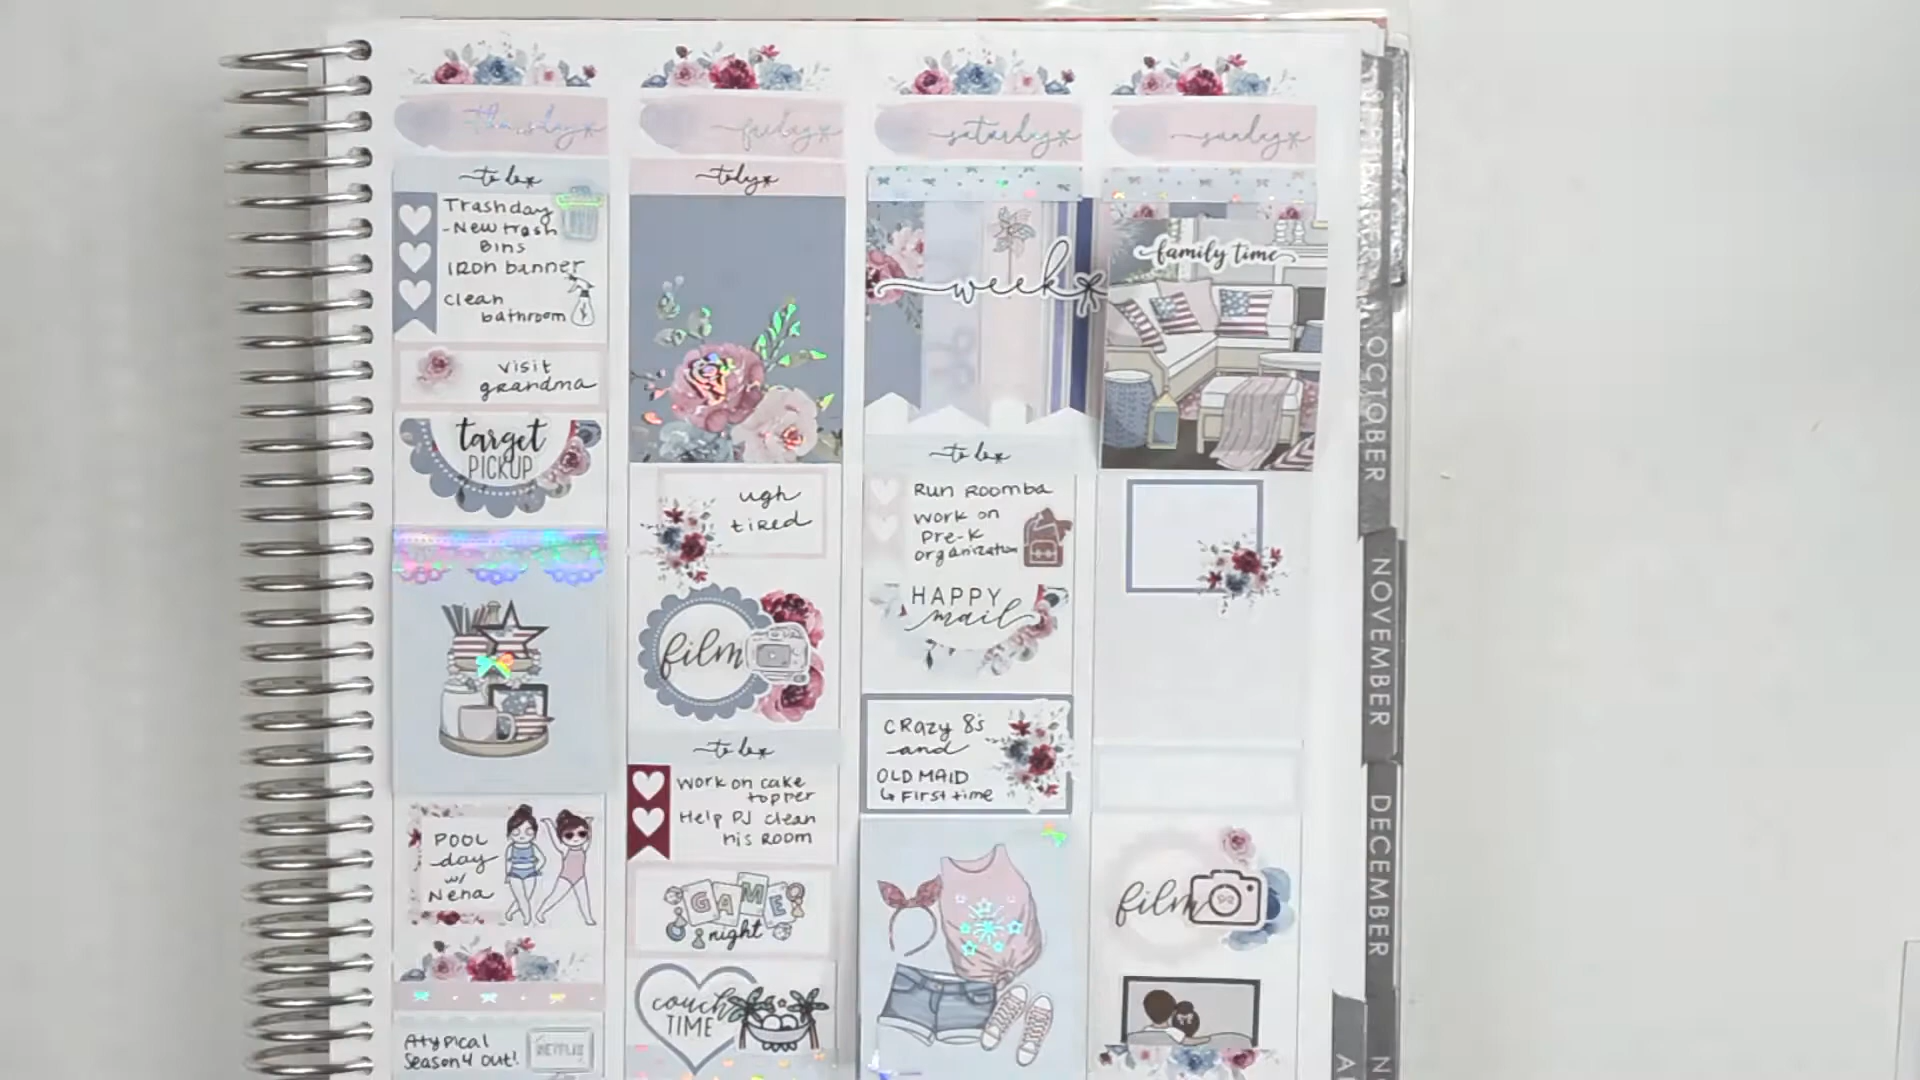 thursday
friday
saturday
sunday
to do
Trash day
- New trash
Bins
Iron banner
clean
bathroom
visit
grandma
target
PICKUP
POOL
day
w/
Nena
Atypical
Season 4 out!
NETFLIX
today
ugh
tired
film
to do
Work on cake
topper
Help PJ clean
his room
GAME
night
couch
TIME
week
to do
Run Roomba
work on
Pre-K
organization
HAPPY
mail
Crazy 8's
and
OLD MAID
↳ First time
family time
film
OCTOBER
NOVEMBER
DECEMBER